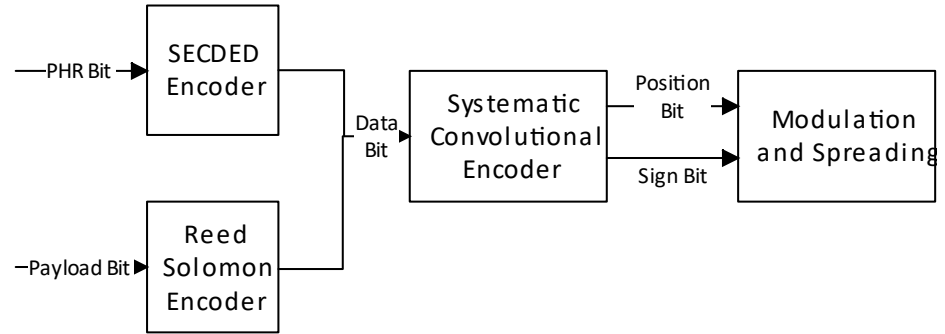 PHR Bit
SECDED
Encoder
Payload Bit
Reed
Solomon
Encoder
Data
Bit
Systematic
Convolutional
Encoder
Position
Bit
Sign Bit
Modulation
and Spreading